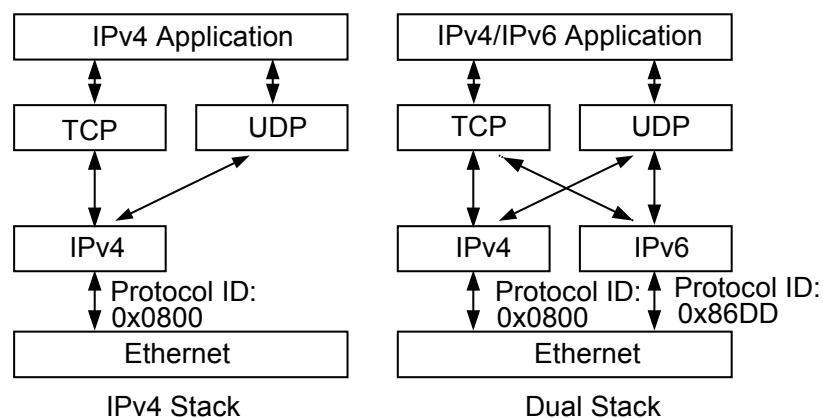 IPv4 Application
TCP
UDP
IPv4
Protocol ID:
0x0800
Ethernet
IPv4 Stack
IPv4/IPv6 Application
TCP
UDP
IPv4
IPv6
Protocol ID:
0x0800
Protocol ID:
0x86DD
Ethernet
Dual Stack